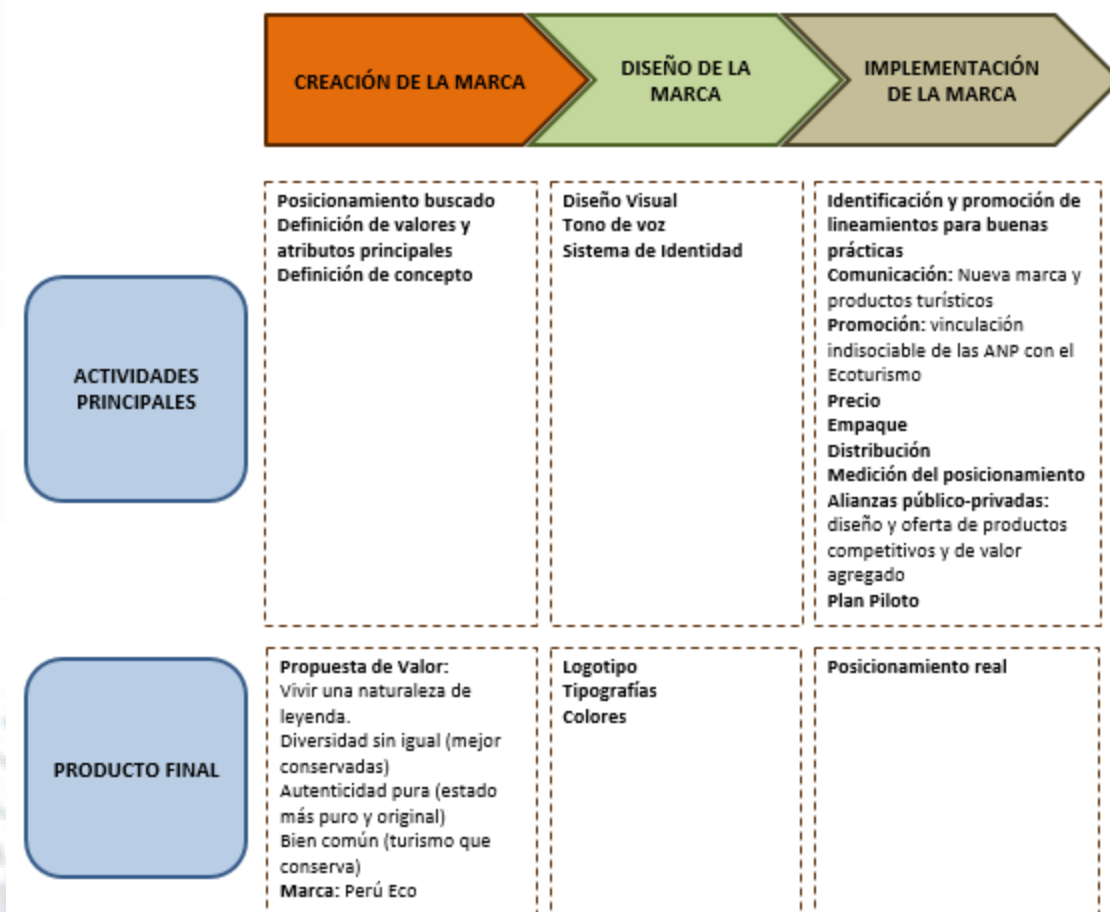 CREACIÓN DE LA MARCA
DISEÑO DE LA
MARCA
IMPLEMENTACIÓN
DE LA MARCA
ACTIVIDADES
PRINCIPALES
Posicionamiento buscado
Definición de valores y
atributos principales
Definición de concepto
Diseño Visual
Tono de voz
Sistema de Identidad
Identificación y promoción de
lineamientos para buenas
prácticas
Comunicación: Nueva marca y
productos turísticos
Promoción: vinculación
indisociable de las ANP con el
Ecoturismo
Precio
Empaque
Distribución
Medición del posicionamiento
Alianzas público-privadas:
diseño y oferta de productos
competitivos y de valor
agregado
Plan Piloto
PRODUCTO FINAL
Propuesta de Valor:
Vivir una naturaleza de
leyenda.
Diversidad sin igual (mejor
conservadas)
Autenticidad pura (estado
más puro y original)
Bien común (turismo que
conserva)
Marca: Perú Eco
Logotipo
Tipografías
Colores
Posicionamiento real